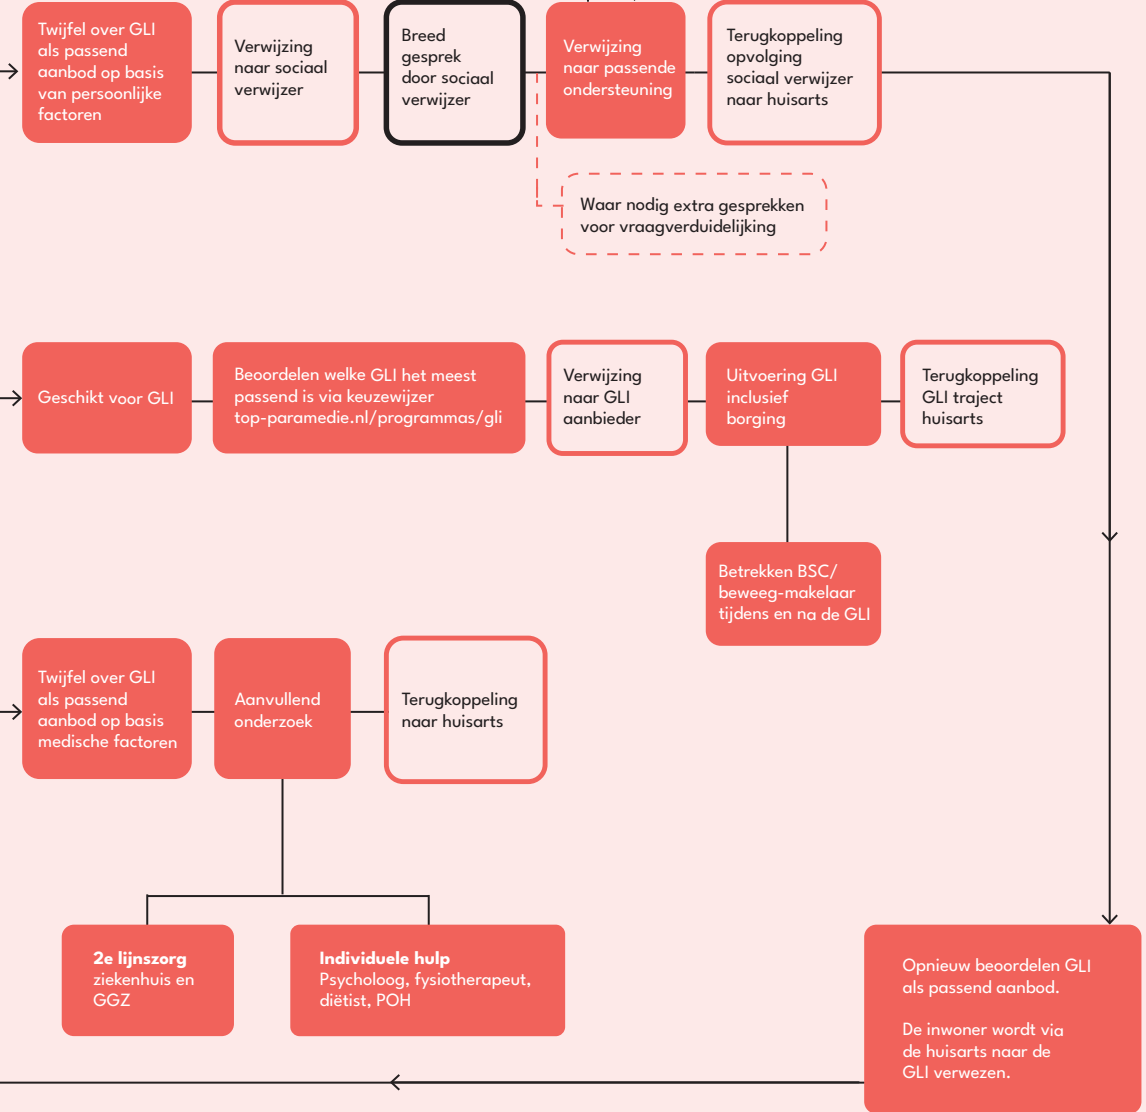 Twijfel over GLI
als passend
aanbod op basis
van persoonlijke
factoren
Verwijzing
naar sociaal
verwijzer
Breed
gesprek
door sociaal
verwijzer
Verwijzing
naar passende
ondersteuning
Terugkoppeling
opvolging
sociaal verwijzer
naar huisarts
Waar nodig extra gesprekken
voor vraagverduidelijking
Geschikt voor GLI
Beoordelen welke GLI het meest
passend is via keuzewijzer
top-paramedie.nl/programmas/gli
Verwijzing
naar GLI
aanbieder
Uitvoering GLI
inclusief
borging
Terugkoppeling
GLI traject
huisarts
Betrekken BSC/
beweeg-makelaar
tijdens en na de GLI
Twijfel over GLI
als passend
aanbod op basis
medische factoren
Aanvullend
onderzoek
Terugkoppeling
naar huisarts
2e lijnszorg
ziekenhuis en
GGZ
Individuele hulp
Psycholoog, fysiotherapeut,
diëtist, POH
Opnieuw beoordelen GLI
als passend aanbod.
De inwoner wordt via
de huisarts naar de
GLI verwezen.